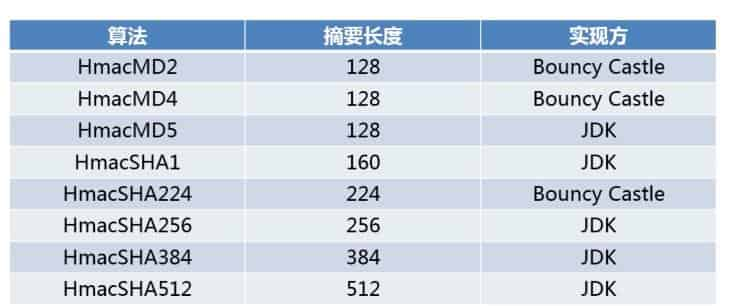 算法 摘要长度 实现方
HmacMD2 128 Bouncy Castle
HmacMD4 128 Bouncy Castle
HmacMD5 128 JDK
HmacSHA1 160 JDK
HmacSHA224 224 Bouncy Castle
HmacSHA256 256 JDK
HmacSHA384 384 JDK
HmacSHA512 512 JDK